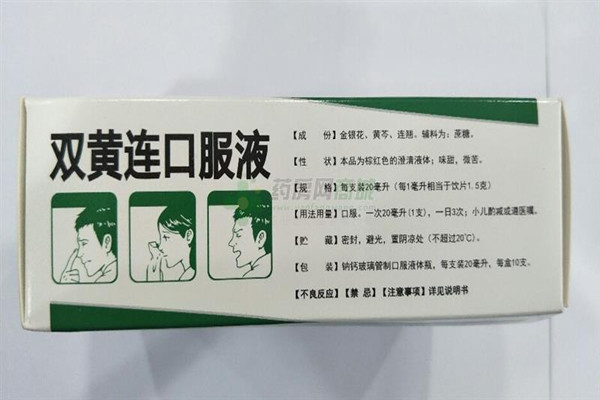 双黄连口服液
【成 份】金银花、黄芩、连翘。辅料为：蔗糖。
【性 状】本品为棕红色的澄清液体；味甜，微苦。
【规 格】每支装20毫升（每1毫升相当于饮片1.5克）
【用法用量】口服，一次20毫升(1支)，一日3次；小儿酌减或遵医嘱。
【贮 藏】密封，避光，置阴凉处（不超过20℃）。
【包 装】钠钙玻璃管制口服液体瓶，每支装20毫升，每盒10支。
【不良反应】【禁 忌】【注意事项】详见说明书
药房网商城